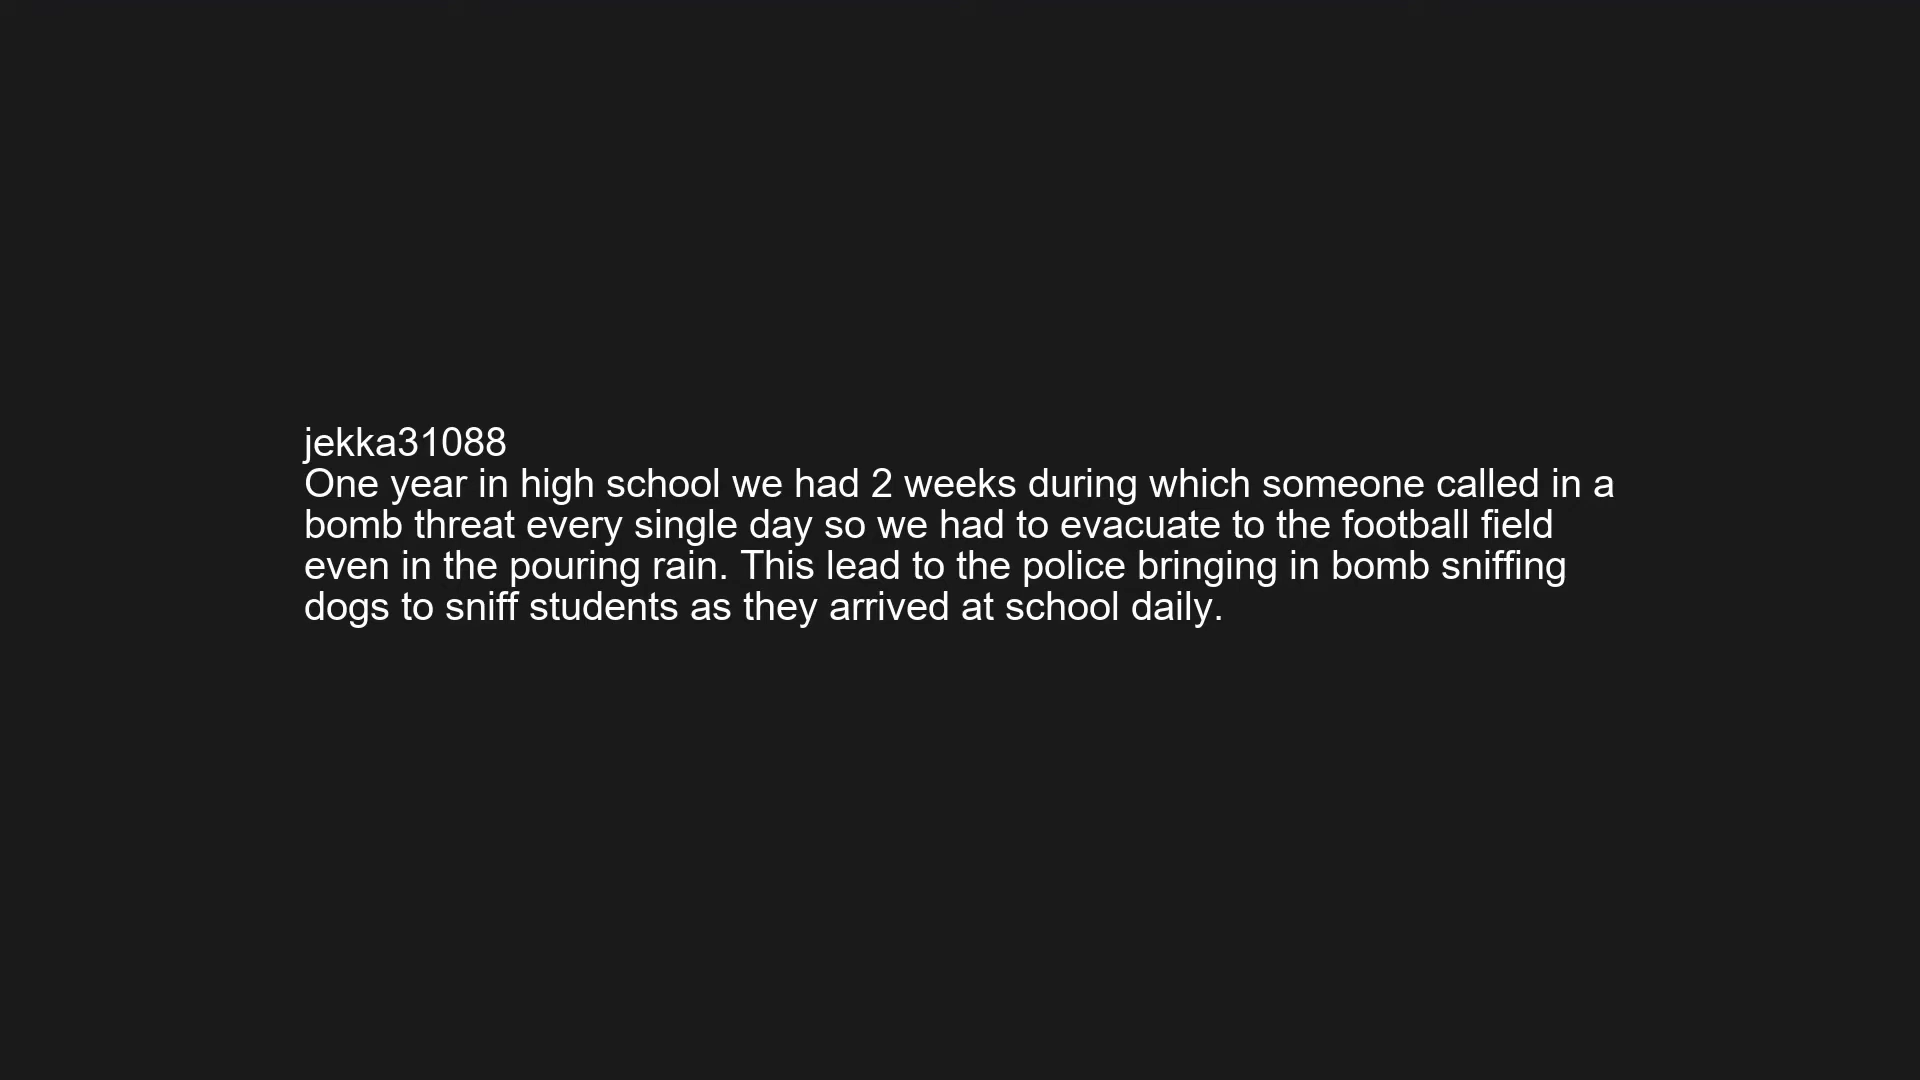 jekka31088
One year in high school we had 2 weeks during which someone called in a
bomb threat every single day so we had to evacuate to the football field
even in the pouring rain. This lead to the police bringing in bomb sniffing
dogs to sniff students as they arrived at school daily.